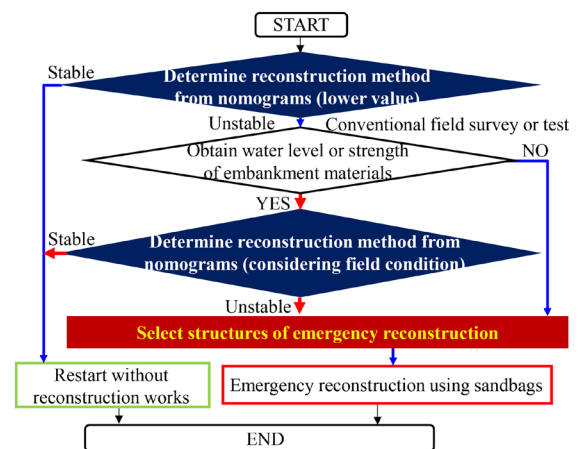 START
Stable
Determine reconstruction method
from nomograms (lower value)
Unstable
Conventional field survey or test
Obtain water level or strength
of embankment materials
NO
YES
Stable
Determine reconstruction method from
nomograms (considering field condition)
Unstable
Select structures of emergency reconstruction
Restart without
reconstruction works
Emergency reconstruction using sandbags
END